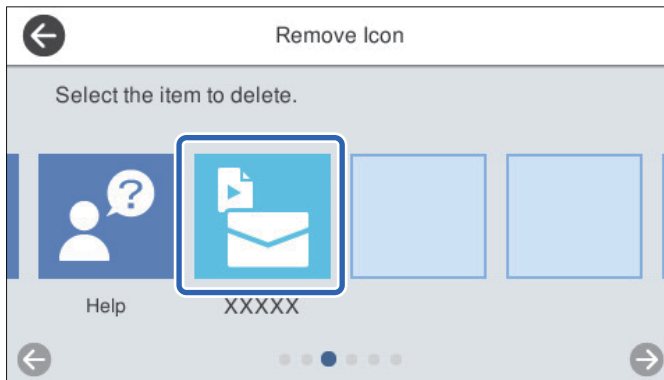 Remove Icon
Select the item to delete.
?
Help
XXXXX